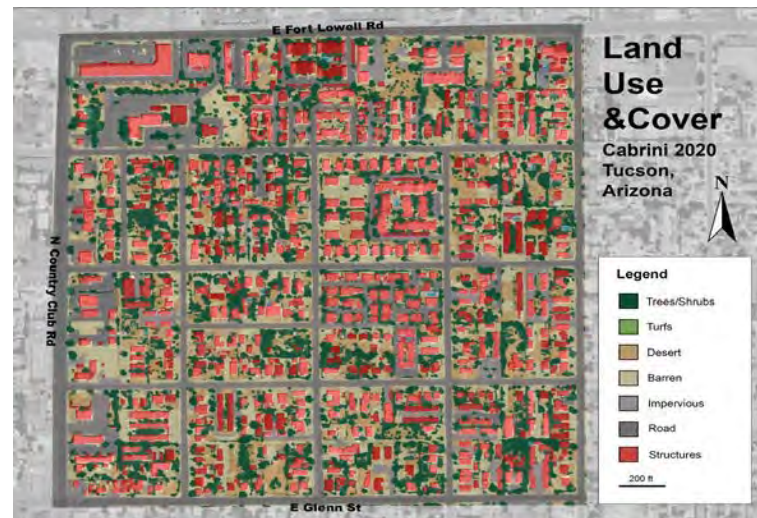 E Fort Lowell Rd
Land
Use
&Cover
Cabrini 2020
Tucson,
Arizona
N
N Country Club Rd
Legend
Trees/Shrubs
Turfs
Desert
Barren
Impervious
Road
Structures
200 ft
E Glenn St